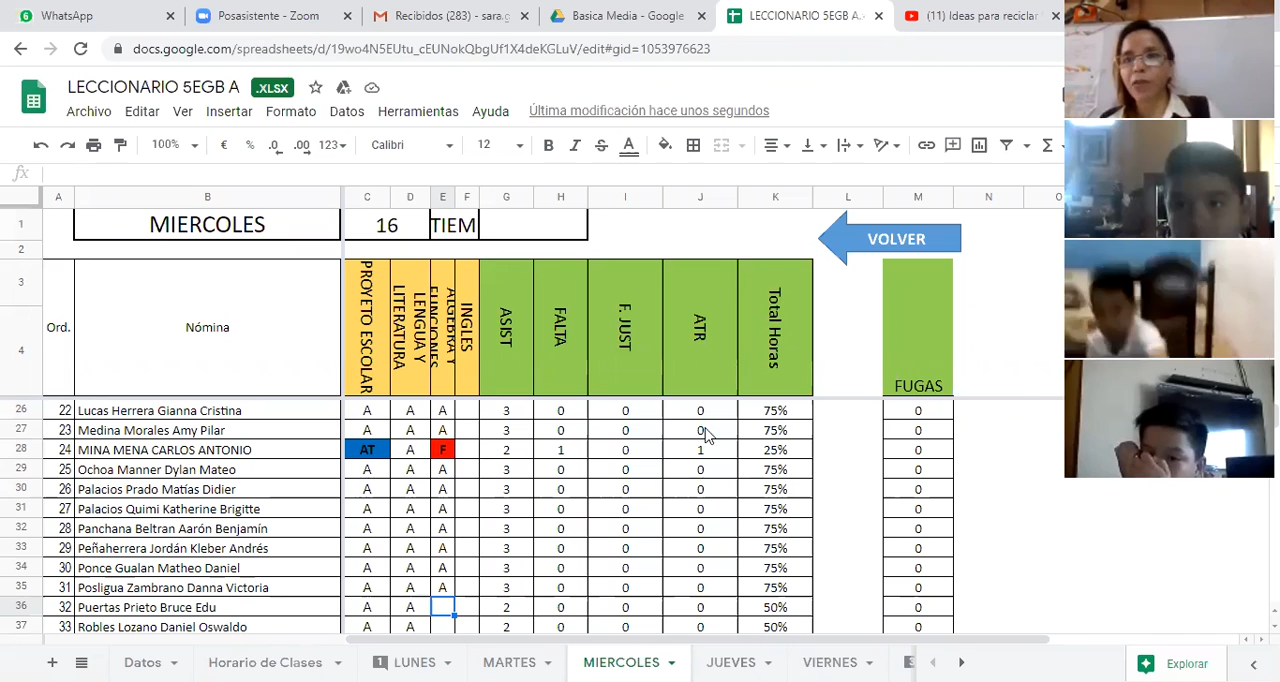 WhatsApp
Posasistente - Zoom
Recibidos (283) - sara.g
Basica Media - Google
LECCIONARIO 5EGB A.
(11) Ideas para reciclar
docs.google.com/spreadsheets/d/19wo4N5EUtu_cEUNokQbgUf1X4deKGLuV/edit#gid=1053976623
LECCIONARIO 5EGB A .XLSX
Archivo Editar Ver Insertar Formato Datos Herramientas Ayuda Última modificación hace unos segundos
100% € % .0 .00 123 Calibri 12 B I S A Σ
fx
A B C D E F G H I J K L M N O
1 MIERCOLES 16 TIEM
2 VOLVER
3
4 Ord. Nómina PROYETO ESCOLAR LENGUA Y LITERATURA ALGEBRA Y FUNCIONES INGLES ASSIST FALTA F. JUST ATR Total Horas FUGAS
26 22 Lucas Herrera Gianna Cristina A A A 3 0 0 0 75% 0
27 23 Medina Morales Amy Pilar A A A 3 0 0 0 75% 0
28 24 MINA MENA CARLOS ANTONIO AT A F 2 1 0 1 25% 0
29 25 Ochoa Manner Dylan Mateo A A A 3 0 0 0 75% 0
30 26 Palacios Prado Matías Didier A A A 3 0 0 0 75% 0
31 27 Palacios Quimi Katherine Brigitte A A A 3 0 0 0 75% 0
32 28 Panchana Beltran Aarón Benjamín A A A 3 0 0 0 75% 0
33 29 Peñaherrera Jordán Kleber Andrés A A A 3 0 0 0 75% 0
34 30 Ponce Gualan Matheo Daniel A A A 3 0 0 0 75% 0
35 31 Posligua Zambrano Danna Victoria A A A 3 0 0 0 75% 0
36 32 Puertas Prieto Bruce Edu A A 2 0 0 0 50% 0
37 33 Robles Lozano Daniel Oswaldo A A 2 0 0 0 50% 0
Datos Horario de Clases 1 LUNES MARTES MIERCOLES JUEVES VIERNES Explorar